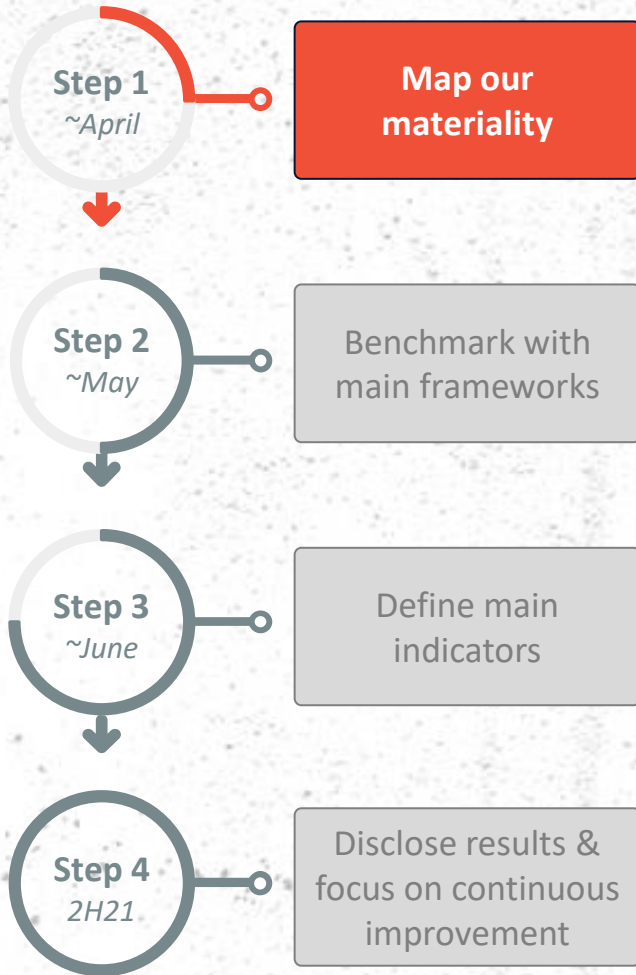 Step 1
~April
Map our
materiality
Step 2
~May
Benchmark with
main frameworks
Step 3
~June
Define main
indicators
Step 4
2H21
Disclose results &
focus on continuous
improvement